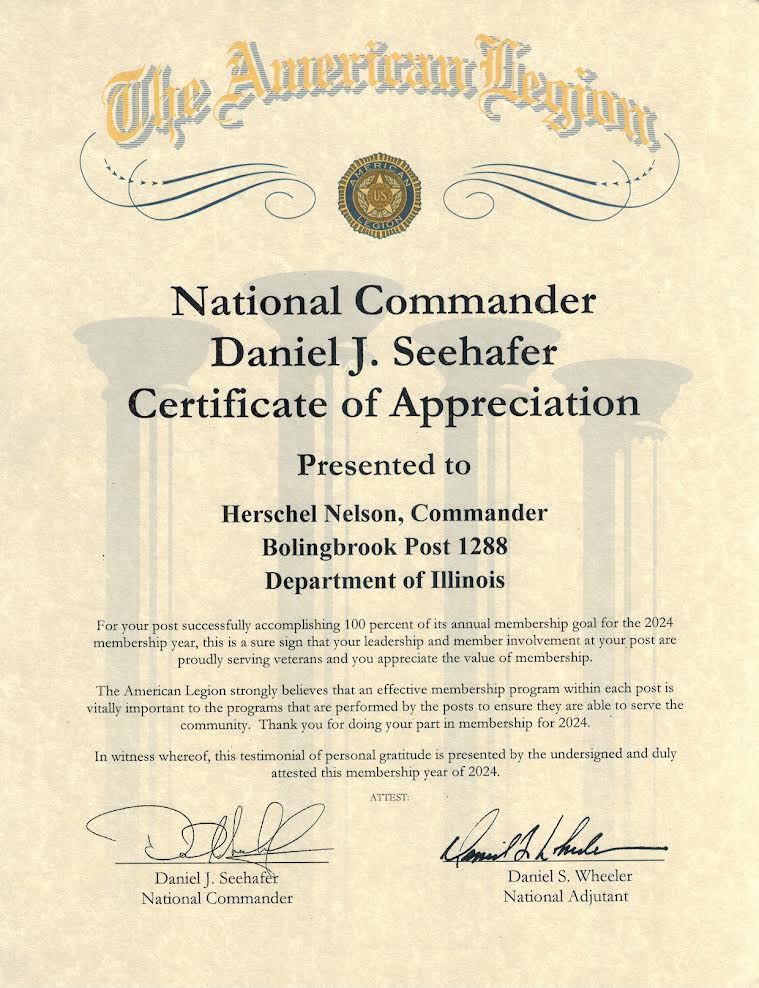 The American Legion
AMERICAN
U.S.
LEGION
National Commander
Daniel J. Seehafer
Certificate of Appreciation
Presented to
Herschel Nelson, Commander
Bolingbrook Post 1288
Department of Illinois
For your post successfully accomplishing 100 percent of its annual membership goal for the 2024
membership year, this is a sure sign that your leadership and member involvement at your post are
proudly serving veterans and you appreciate the value of membership.
The American Legion strongly believes that an effective membership program within each post is
vitally important to the programs that are performed by the posts to ensure they are able to serve the
community. Thank you for doing your part in membership for 2024.
In witness whereof, this testimonial of personal gratitude is presented by the undersigned and duly
attested this membership year of 2024.
ATTEST:
Daniel J. Seehafer
National Commander
Daniel S. Wheeler
National Adjutant